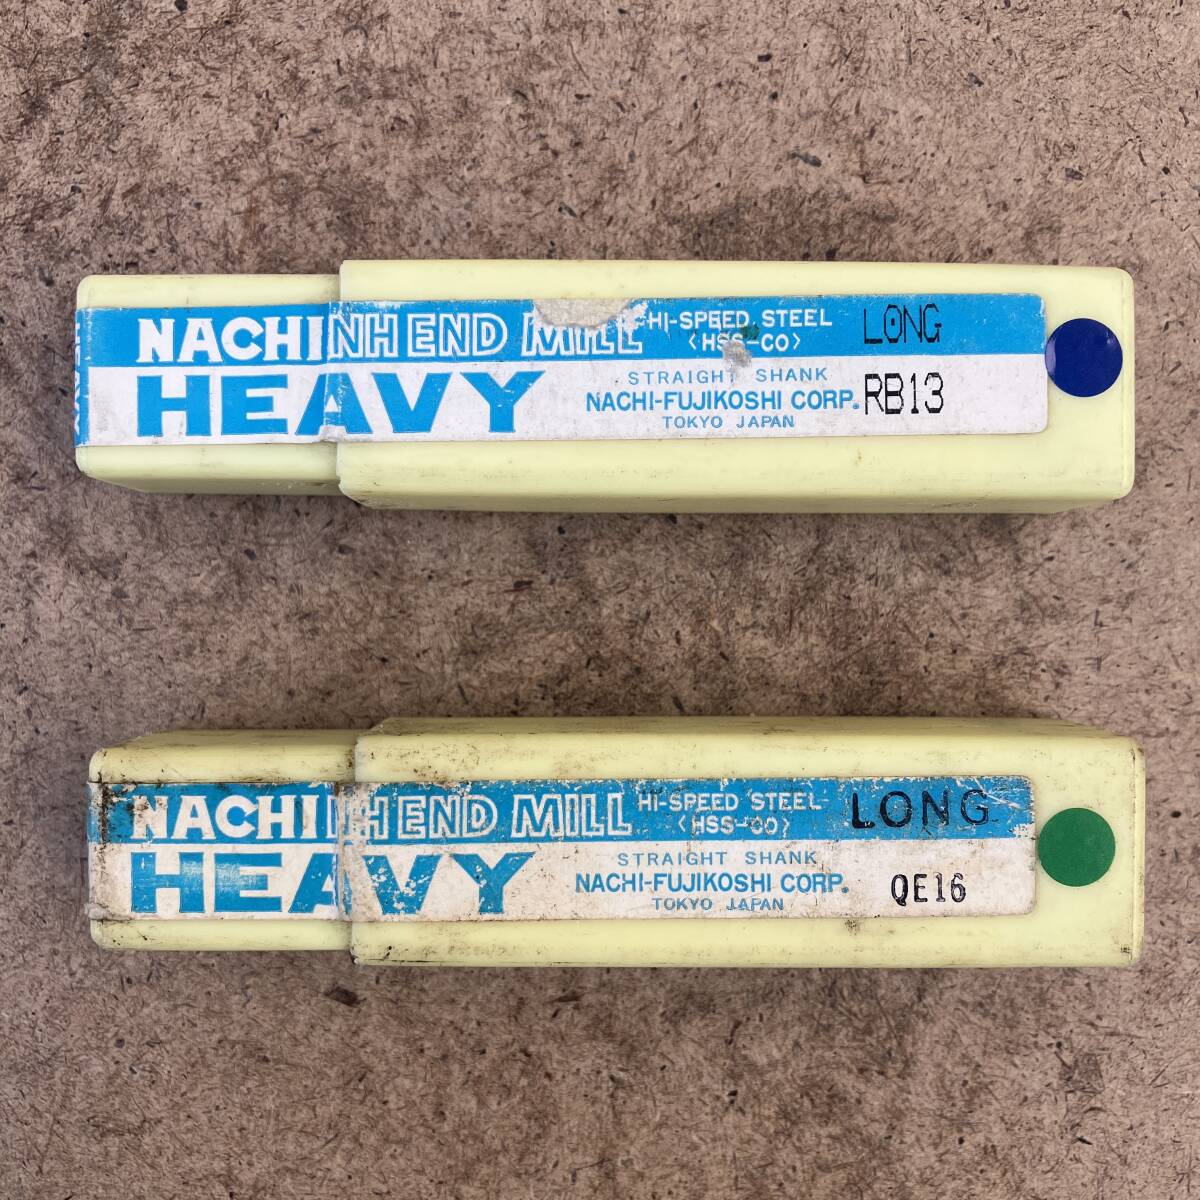 NACHI NH END MILL HI-SPEED STEEL LONG
<HSS-CO>
HEAVY STRAIGHT SHANK RB13
NACHI-FUJIKOSHI CORP.
TOKYO JAPAN
NACHI NH END MILL HI-SPEED STEEL LONG
<HSS-CO>
HEAVY STRAIGHT SHANK
NACHI-FUJIKOSHI CORP. QE16
TOKYO JAPAN